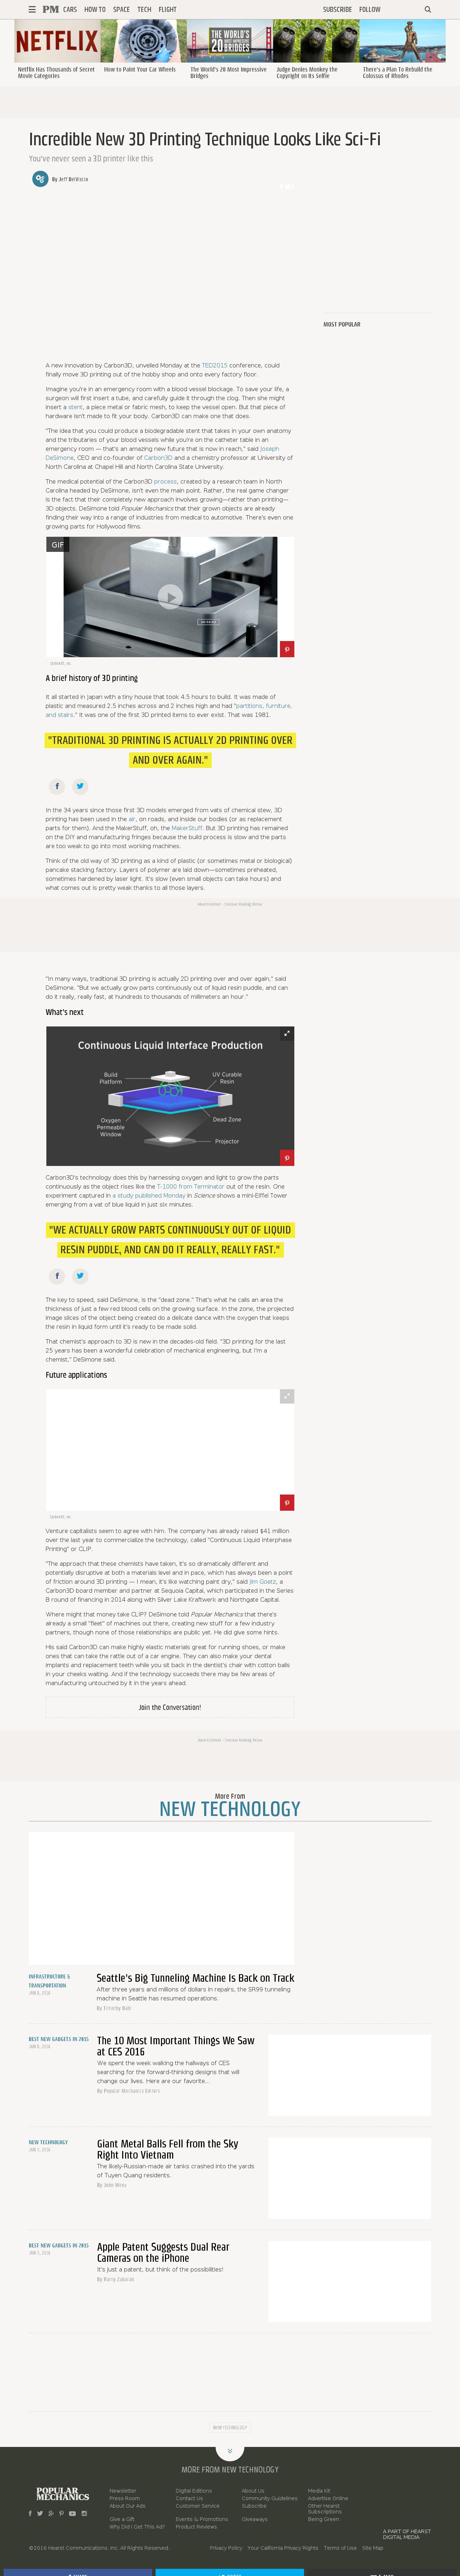 PM CARS HOW TO SPACE TECH FLIGHT SUBSCRIBE FOLLOW
NETFLIX
THE WORLD'S
20 MOST
IMPRESSIVE
BRIDGES
Netflix Has Thousands of Secret
Movie Categories
How to Paint Your Car Wheels
The World's 20 Most Impressive
Bridges
Judge Denies Monkey the
Copyright on Its Selfie
There's a Plan To Rebuild the
Colossus of Rhodes
Incredible New 3D Printing Technique Looks Like Sci-Fi
You've never seen a 3D printer like this
By Jeff DelViscio
MOST POPULAR
A new innovation by Carbon3D, unveiled Monday at the TED2015 conference, could
finally move 3D printing out of the hobby shop and onto every factory floor.
Imagine you're in an emergency room with a blood vessel blockage. To save your life, a
surgeon will first insert a tube, and carefully guide it through the clog. Then she might
insert a stent, a piece metal or fabric mesh, to keep the vessel open. But that piece of
hardware isn't made to fit your body. Carbon3D can make one that does.
"The idea that you could produce a biodegradable stent that takes in your own anatomy
and the tributaries of your blood vessels while you're on the catheter table in an
emergency room — that's an amazing new future that is now in reach," said Joseph
DeSimone, CEO and co-founder of Carbon3D and a chemistry professor at University of
North Carolina at Chapel Hill and North Carolina State University.
The medical potential of the Carbon3D process, created by a research team in North
Carolina headed by DeSimone, isn't even the main point. Rather, the real game changer
is the fact that their completely new approach involves growing—rather than printing—
3D objects. DeSimone told Popular Mechanics that their grown objects are already
finding their way into a range of industries from medical to automotive. There's even one
growing parts for Hollywood films.
GIF
Carbon3D, Inc.
A brief history of 3D printing
It all started in Japan with a tiny house that took 4.5 hours to build. It was made of
plastic and measured 2.5 inches across and 2 inches high and had "partitions, furniture,
and stairs." It was one of the first 3D printed items to ever exist. That was 1981.
"TRADITIONAL 3D PRINTING IS ACTUALLY 2D PRINTING OVER
AND OVER AGAIN."
In the 34 years since those first 3D models emerged from vats of chemical stew, 3D
printing has been used in the air, on roads, and inside our bodies (or as replacement
parts for them). And the MakerStuff, oh, the MakerStuff. But 3D printing has remained
on the DIY and manufacturing fringes because the build process is slow and the parts
are too weak to go into most working machines.
Think of the old way of 3D printing as a kind of plastic (or sometimes metal or biological)
pancake stacking factory. Layers of polymer are laid down—sometimes preheated,
sometimes hardened by laser light. It's slow (even small objects can take hours) and
what comes out is pretty weak thanks to all those layers.
Advertisement - Continue Reading Below
"In many ways, traditional 3D printing is actually 2D printing over and over again," said
DeSimone. "But we actually grow parts continuously out of liquid resin puddle, and can
do it really, really fast, at hundreds to thousands of millimeters an hour."
What's next
Continuous Liquid Interface Production
Build
Platform
UV Curable
Resin
Oxygen
Permeable
Window
Dead Zone
Projector
Carbon3D's technology does this by harnessing oxygen and light to grow the parts
continuously as the object rises like the T-1000 from Terminator out of the resin. One
experiment captured in a study published Monday in Science shows a mini-Eiffel Tower
emerging from a vat of blue liquid in just six minutes.
"WE ACTUALLY GROW PARTS CONTINUOUSLY OUT OF LIQUID
RESIN PUDDLE, AND CAN DO IT REALLY, REALLY FAST."
The key to speed, said DeSimone, is the "dead zone." That's what he calls an area the
thickness of just a few red blood cells on the growing surface. In the zone, the projected
image slices of the object being created do a delicate dance with the oxygen that keeps
the resin in liquid form until it's ready to be made solid.
That chemist's approach to 3D is new in the decades-old field. "3D printing for the last
25 years has been a wonderful celebration of mechanical engineering, but I'm a
chemist," DeSimone said.
Future applications
Carbon3D, Inc.
Venture capitalists seem to agree with him. The company has already raised $41 million
over the last year to commercialize the technology, called "Continuous Liquid Interphase
Printing" or CLIP.
"The approach that these chemists have taken, it's so dramatically different and
potentially disruptive at both a materials level and in pace, which has always been a point
of friction around 3D printing — I mean, it's like watching paint dry," said Jim Goetz, a
Carbon3D board member and partner at Sequoia Capital, which participated in the Series
B round of financing in 2014 along with Silver Lake Kraftwerk and Northgate Capital.
Where might that money take CLIP? DeSimone told Popular Mechanics that there's
already a small "fleet" of machines out there, creating new stuff for a few industry
partners, though none of those relationships are public yet. He did give some hints.
His said Carbon3D can make highly elastic materials great for running shoes, or make
ones that can take the rattle out of a car engine. They can also make your dental
implants and replacement teeth while you sit back in the dentist's chair with cotton balls
in your cheeks waiting. And if the technology succeeds there may be few areas of
manufacturing untouched by it in the years ahead.
Join the Conversation!
Advertisement - Continue Reading Below
More From
NEW TECHNOLOGY
INFRASTRUCTURE &
TRANSPORTATION
JAN 8, 2016
Seattle's Big Tunneling Machine Is Back on Track
After three years and millions of dollars in repairs, the SR99 tunneling
machine in Seattle has resumed operations.
BEST NEW GADGETS IN 2015
JAN 8, 2016
The 10 Most Important Things We Saw
at CES 2016
We spent the week walking the hallways of CES
searching for the forward-thinking designs that will
change our lives. Here are our favorite...
By Popular Mechanics Editors
NEW TECHNOLOGY
Giant Metal Balls Fell from the Sky
Right Into Vietnam
The likely-Russian-made air tanks crashed into the yards
of Tuyen Quang residents.
By John Wenz
BEST NEW GADGETS IN 2015
Apple Patent Suggests Dual Rear
Cameras on the iPhone
It's just a patent, but think of the possibilities!
NEW TECHNOLOGY
MORE FROM NEW TECHNOLOGY
POPULAR
MECHANICS
Newsletter Digital Editions About Us Media Kit
Press Room Contact Us Community Guidelines Advertise Online
About Our Ads Customer Service Subscribe Other Hearst
Subscriptions
Give a Gift Events & Promotions Giveaways Being Green
Why Did I Get This Ad? Product Reviews
A PART OF HEARST
DIGITAL MEDIA
©2016 Hearst Communications, Inc. All Rights Reserved. Privacy Policy Your California Privacy Rights Terms of Use Site Map